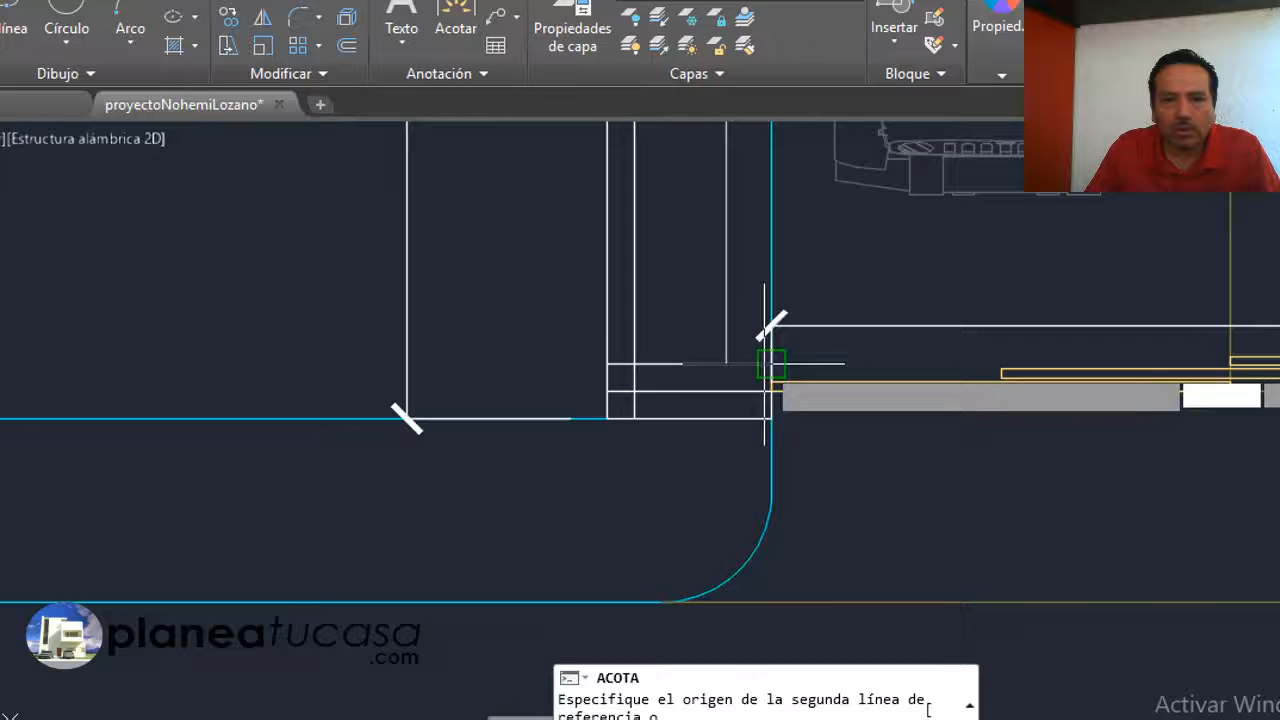 línea Círculo Arco
Texto Acotar
Propiedades
de capa
Insertar
Propied.
Dibujo Modificar Anotación Capas Bloque
proyectoNohemiLozano*
][Estructura alámbrica 2D]
planeatucasa
.com
ACOTA
Especifique el origen de la segunda línea de
referencia o
Activar Win